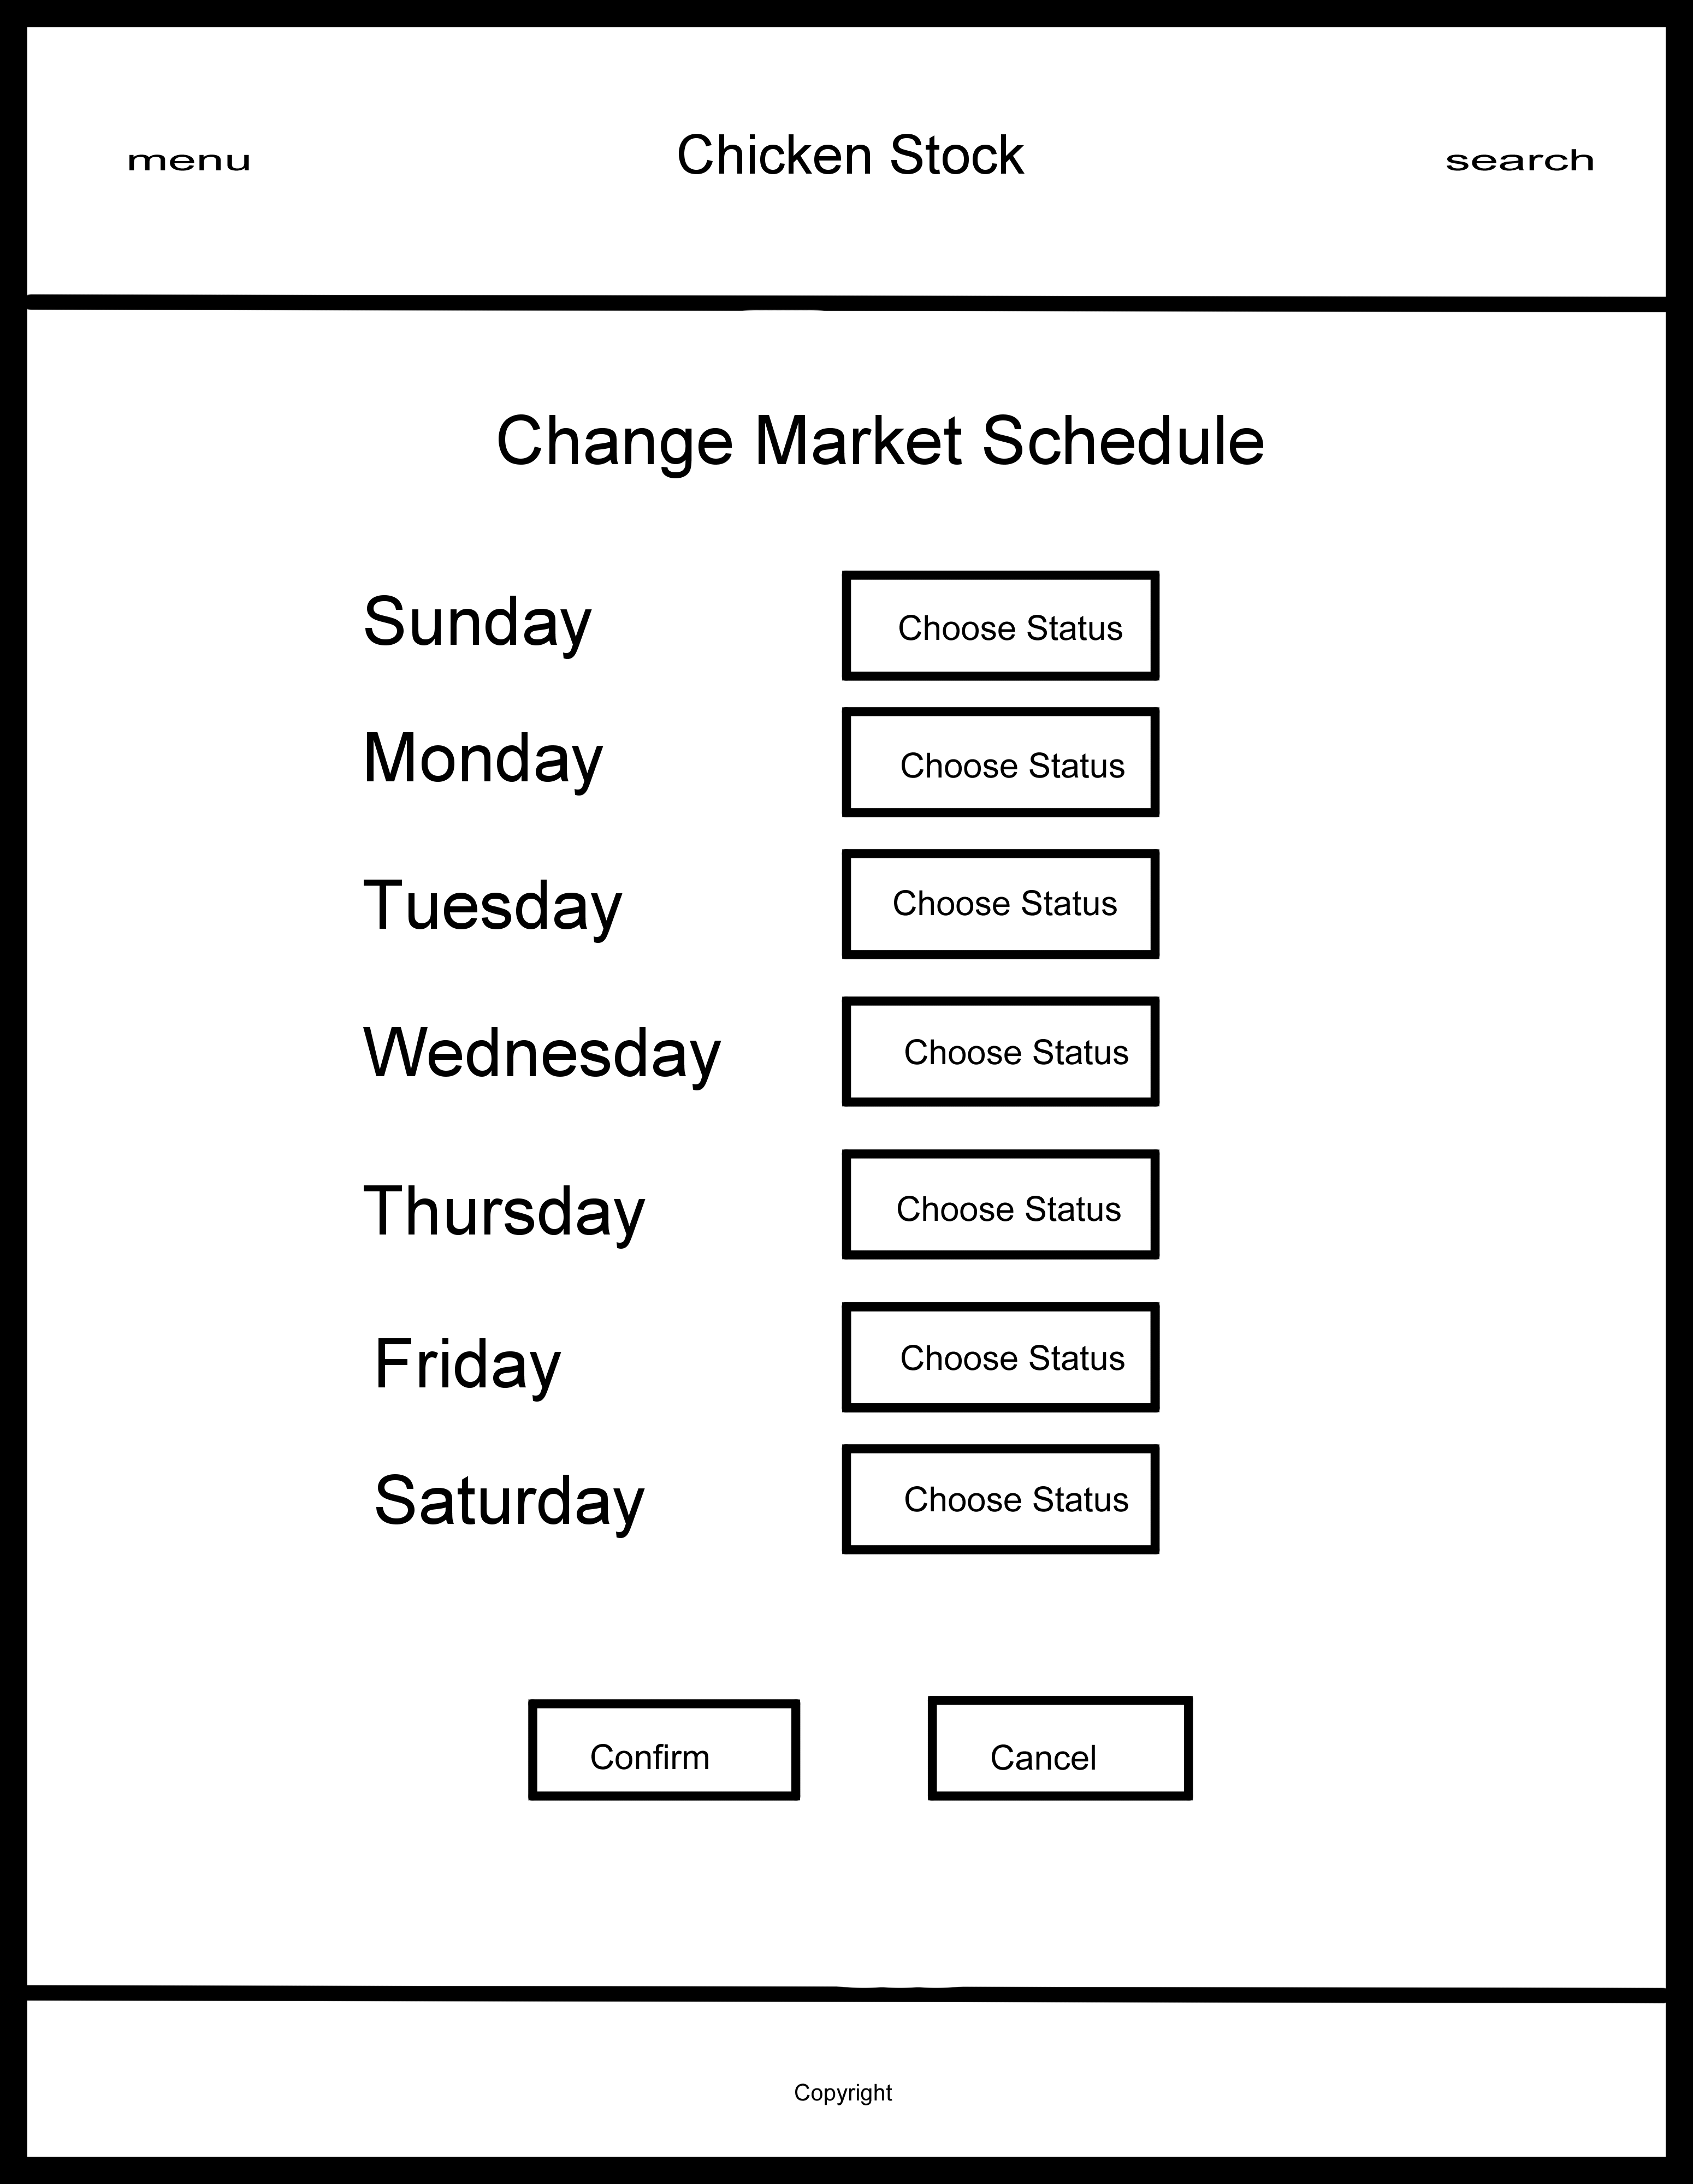 menu Chicken Stock search
Change Market Schedule
Sunday Choose Status
Monday Choose Status
Tuesday Choose Status
Wednesday Choose Status
Thursday Choose Status
Friday Choose Status
Saturday Choose Status
Confirm Cancel
Copyright